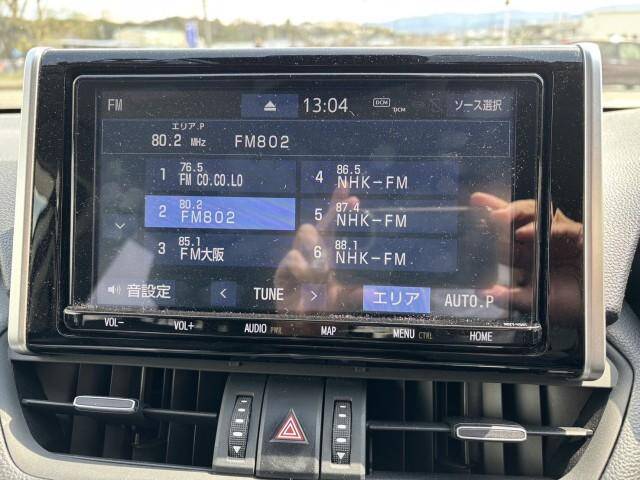 FM 13:04 DCM DCM ソース選択
エリア.P
80.2 MHz FM802
1 76.5 FM CO.CO.LO
2 80.2 FM802
3 85.1 FM大阪
4 86.5 NHK-FM
5 87.4 NHK-FM
6 88.1 NHK-FM
音設定 < TUNE > エリア AUTO.P
VOL- VOL+ AUDIO PWR MAP MENU CTRL HOME